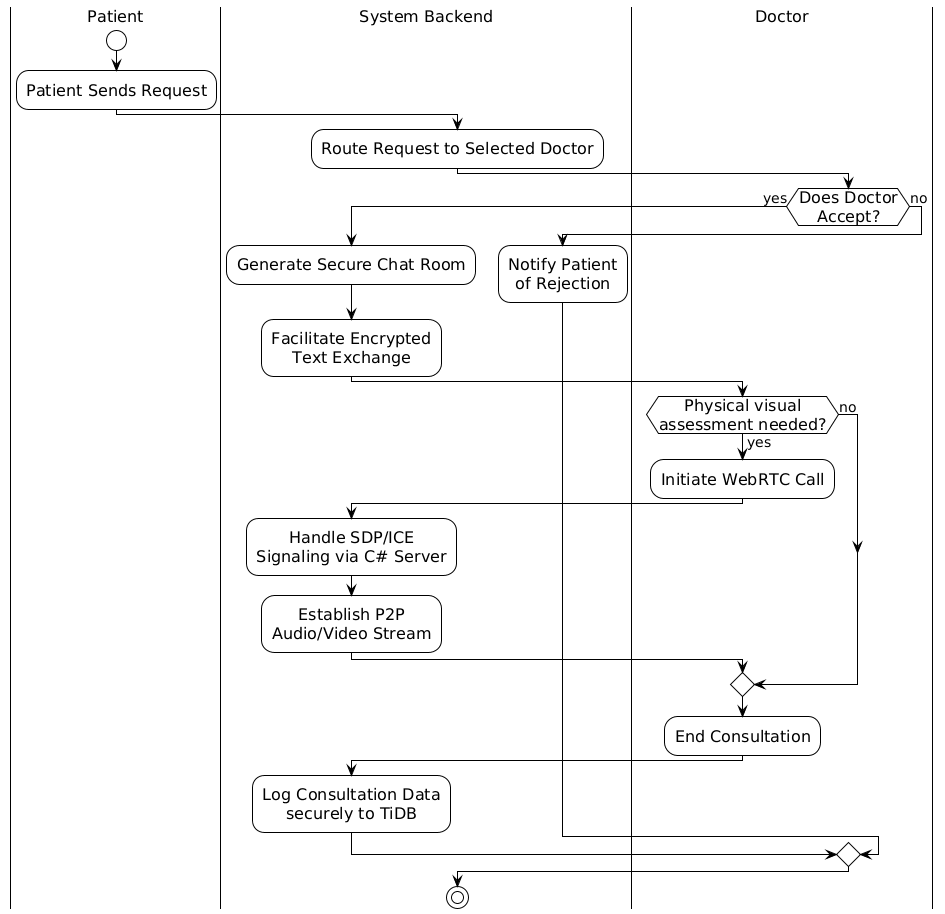 Patient
System Backend
Doctor
Patient Sends Request
Route Request to Selected Doctor
Does Doctor
Accept?
yes
no
Generate Secure Chat Room
Notify Patient
of Rejection
Facilitate Encrypted
Text Exchange
Physical visual
assessment needed?
no
yes
Initiate WebRTC Call
Handle SDP/ICE
Signaling via C# Server
Establish P2P
Audio/Video Stream
End Consultation
Log Consultation Data
securely to TiDB